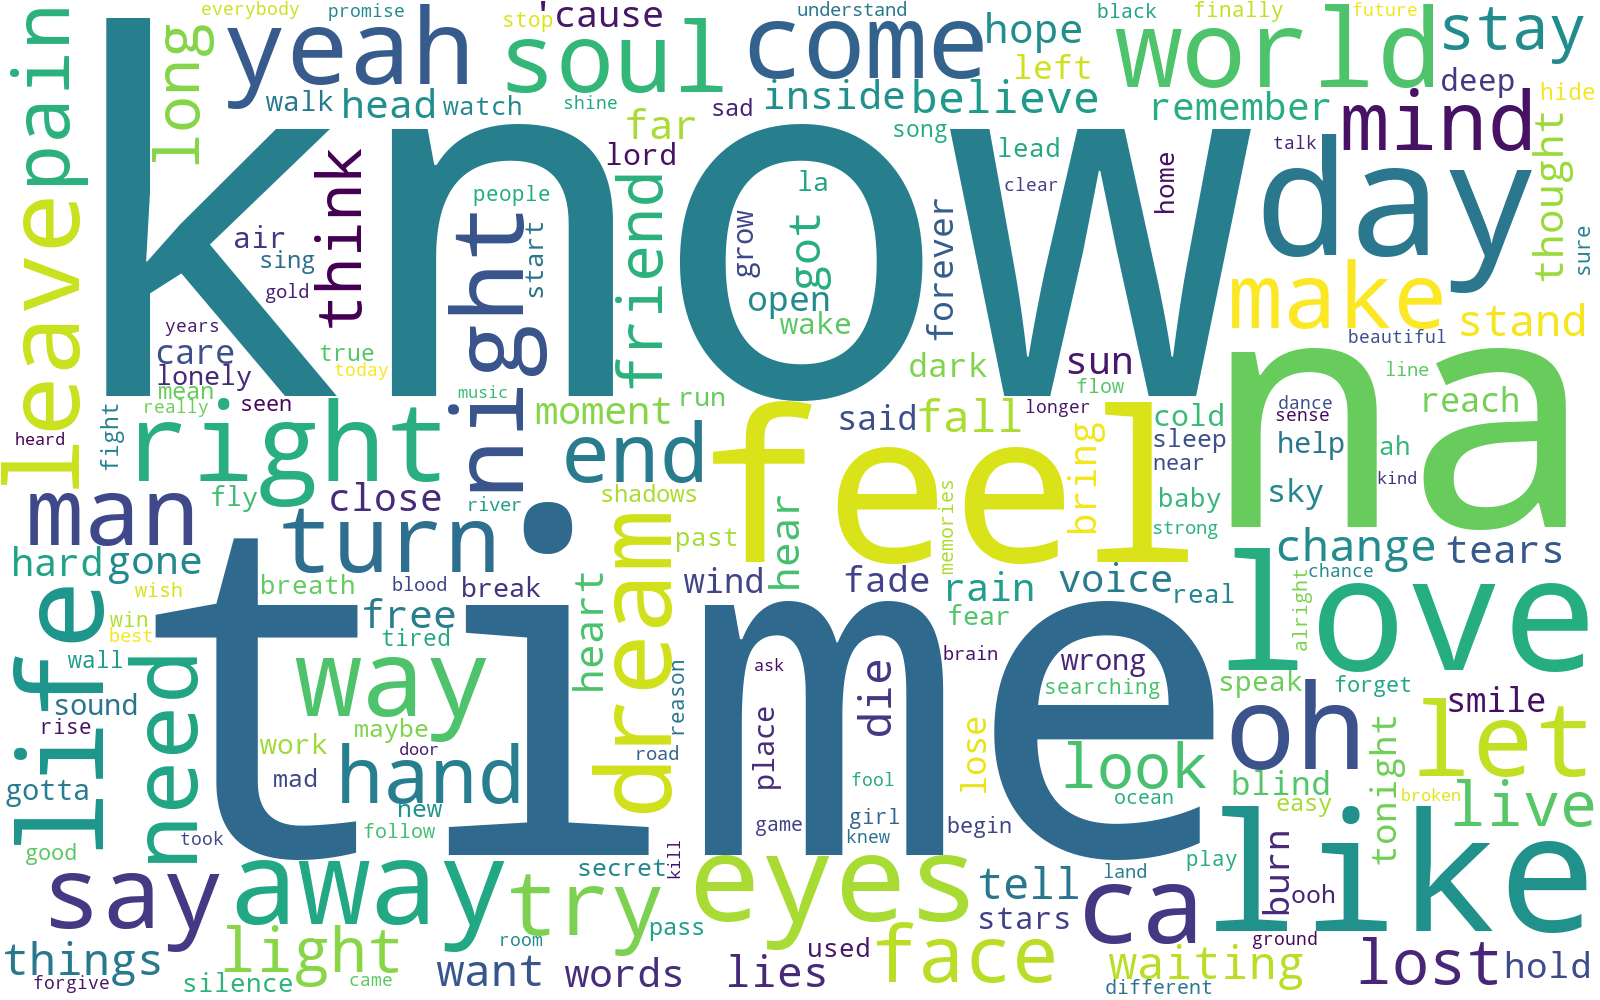 everybody promise stop 'cause understand black finally future
pain long yeah soul come hope left world stay
walk head watch shine sad inside believe remember deep hide
know
far lord song lead clear talk mind thought
think people friend la home day
leave air sing gold night start grow got open wake forever sure
years care lonely mean true today
make stand beautiful
dark sun flow line
really seen music moment run
heard fight right end said fall longer cold dance sense reach
feel na
sleep help ah near kind
man fly close river shadows memories bring baby sky strong
turn past hear
hard gone wind fade rain voice change tears chance
wish breath blood break heart dream fear real alright
life win best free tired
time
love
wall need way ask brain wrong searching speak forget
sound rise maybe reason die smile
work door road place lose oh let
gotta mad hand new fool ocean look blind easy broken
good took follow game girl knew begin tonight live
say away try secret kill eyes play burn like
tell land ca ooh
things light room pass stars face ground
forgive silence came want words lies used waiting different lost hold